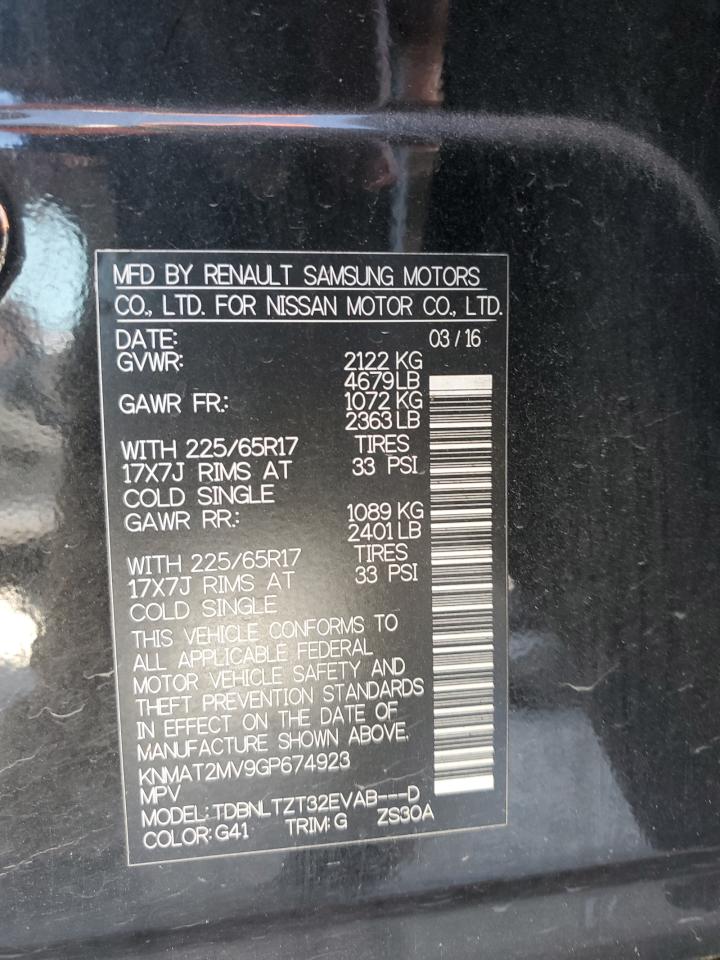 MFD BY RENAULT SAMSUNG MOTORS
CO., LTD. FOR NISSAN MOTOR CO., LTD.
DATE: 03 / 16
GVWR: 2122 KG
4679 LB
GAWR FR.: 1072 KG
2363 LB
WITH 225/65R17 TIRES
17X7J RIMS AT 33 PSI
COLD SINGLE
GAWR RR.: 1089 KG
2401 LB
WITH 225/65R17 TIRES
17X7J RIMS AT 33 PSI
COLD SINGLE
THIS VEHICLE CONFORMS TO
ALL APPLICABLE FEDERAL
MOTOR VEHICLE SAFETY AND
THEFT PREVENTION STANDARDS
IN EFFECT ON THE DATE OF
MANUFACTURE SHOWN ABOVE.
KNMAT2MV9GP674923
MPV
MODEL: TDBNLTZT32EVAB---D
COLOR: G41 TRIM: G ZS30A